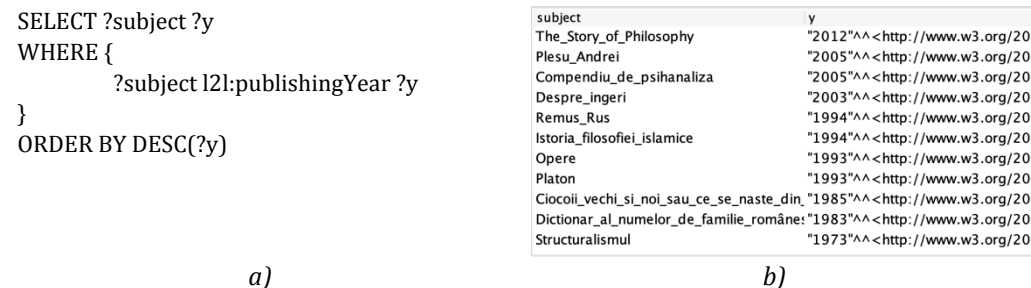 SELECT ?subject ?y
WHERE {
?subject l2l:publishingYear ?y
}
ORDER BY DESC(?y)
a)
subject y
The_Story_of_Philosophy "2012"^^<http://www.w3.org/20
Plesu_Andrei "2005"^^<http://www.w3.org/20
Compendiu_de_psihanaliza "2005"^^<http://www.w3.org/20
Despre_ingeri "2003"^^<http://www.w3.org/20
Remus_Rus "1994"^^<http://www.w3.org/20
Istoria_filosofiei_islamice "1994"^^<http://www.w3.org/20
Opere "1993"^^<http://www.w3.org/20
Platon "1993"^^<http://www.w3.org/20
Ciocoii_vechi_si_noi_sau_ce_se_naste_din_ "1985"^^<http://www.w3.org/20
Dictionar_al_numelor_de_familie_românes "1983"^^<http://www.w3.org/20
Structuralismul "1973"^^<http://www.w3.org/20
b)